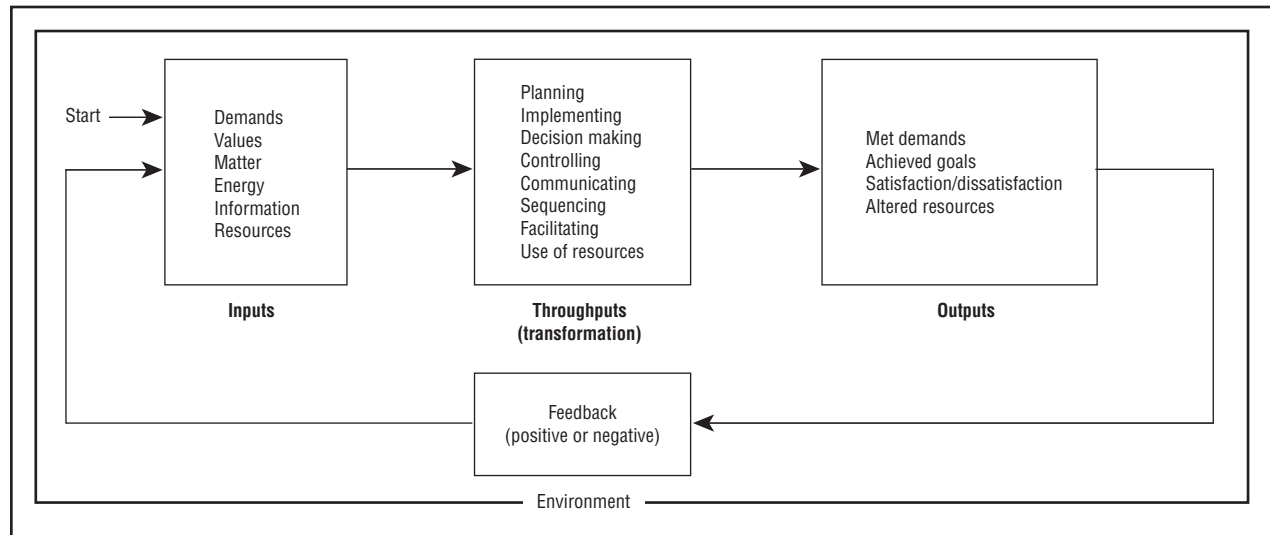 Start
Demands
Values
Matter
Energy
Information
Resources
Inputs
Planning
Implementing
Decision making
Controlling
Communicating
Sequencing
Facilitating
Use of resources
Throughputs
(transformation)
Met demands
Achieved goals
Satisfaction/dissatisfaction
Altered resources
Outputs
Feedback
(positive or negative)
Environment